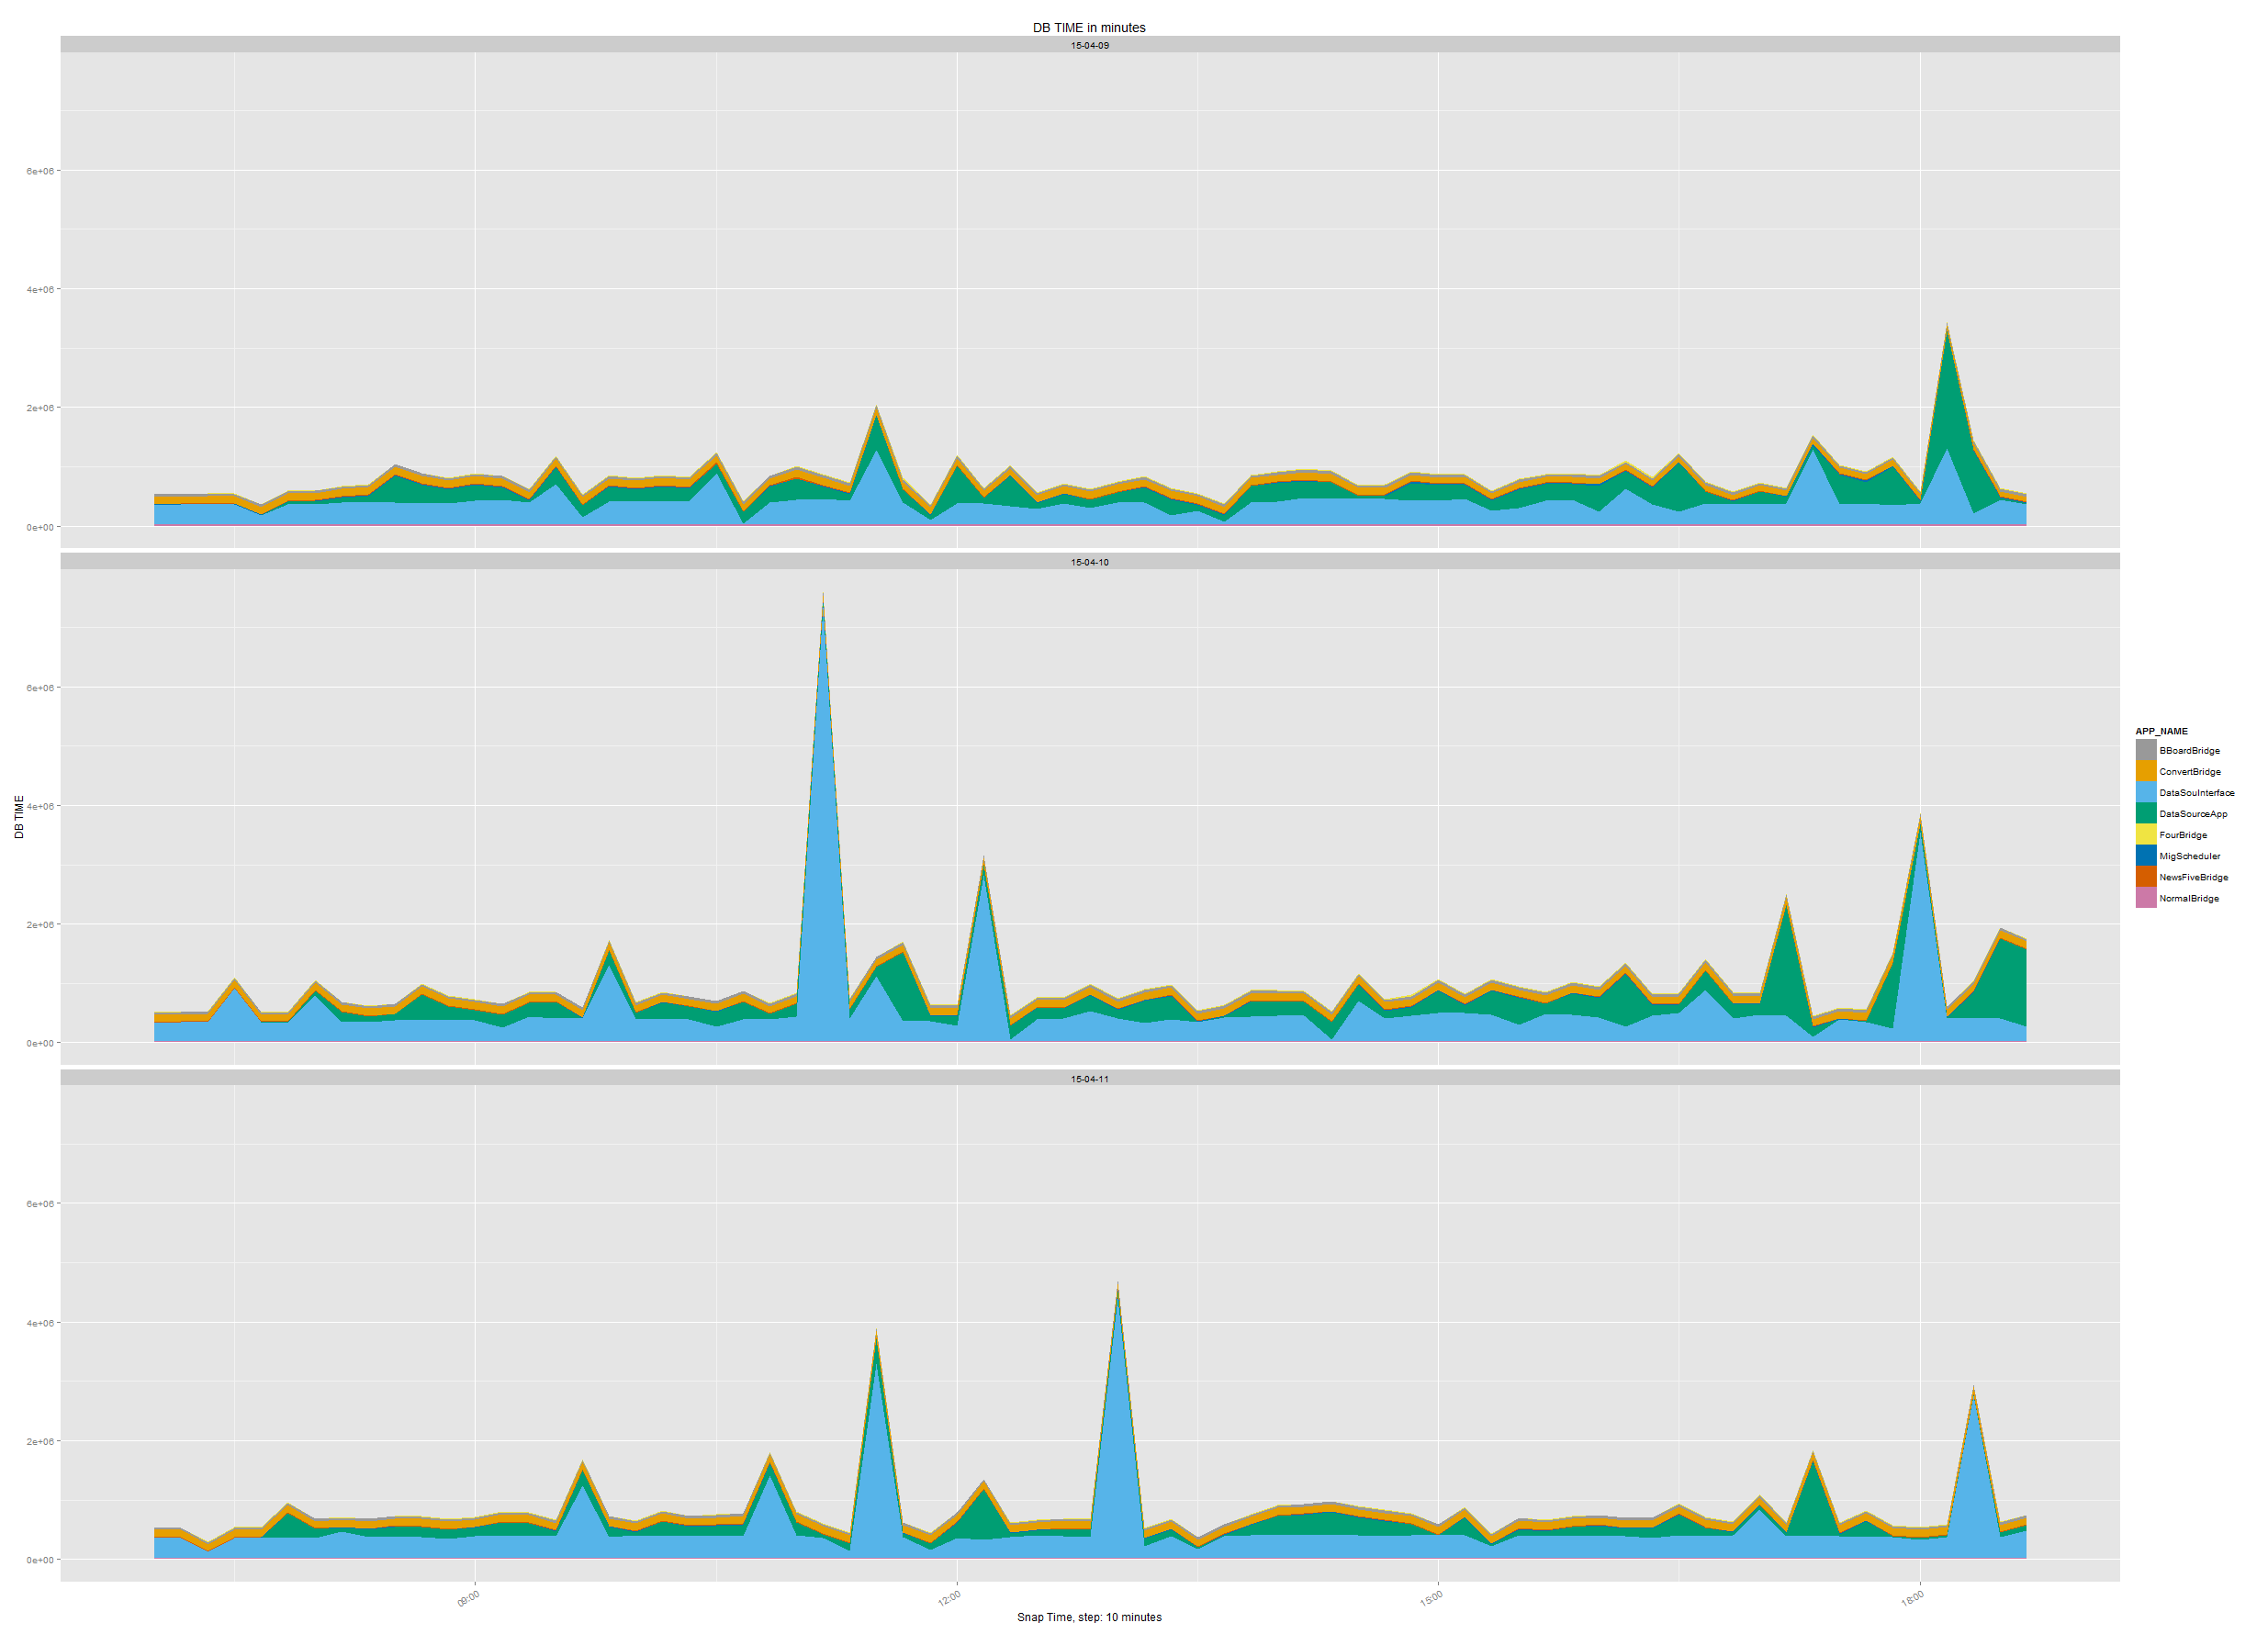 DB TIME in minutes
15-04-09
6e+06
4e+06
2e+06
0e+00
15-04-10
6e+06
4e+06
2e+06
0e+00
15-04-11
6e+06
4e+06
2e+06
0e+00
09:00
12:00
15:00
18:00
Snap Time, step: 10 minutes
DB TIME
APP_NAME
BBoardBridge
ConvertBridge
DataSouInterface
DataSourceApp
FourBridge
MigScheduler
NewsFiveBridge
NormalBridge